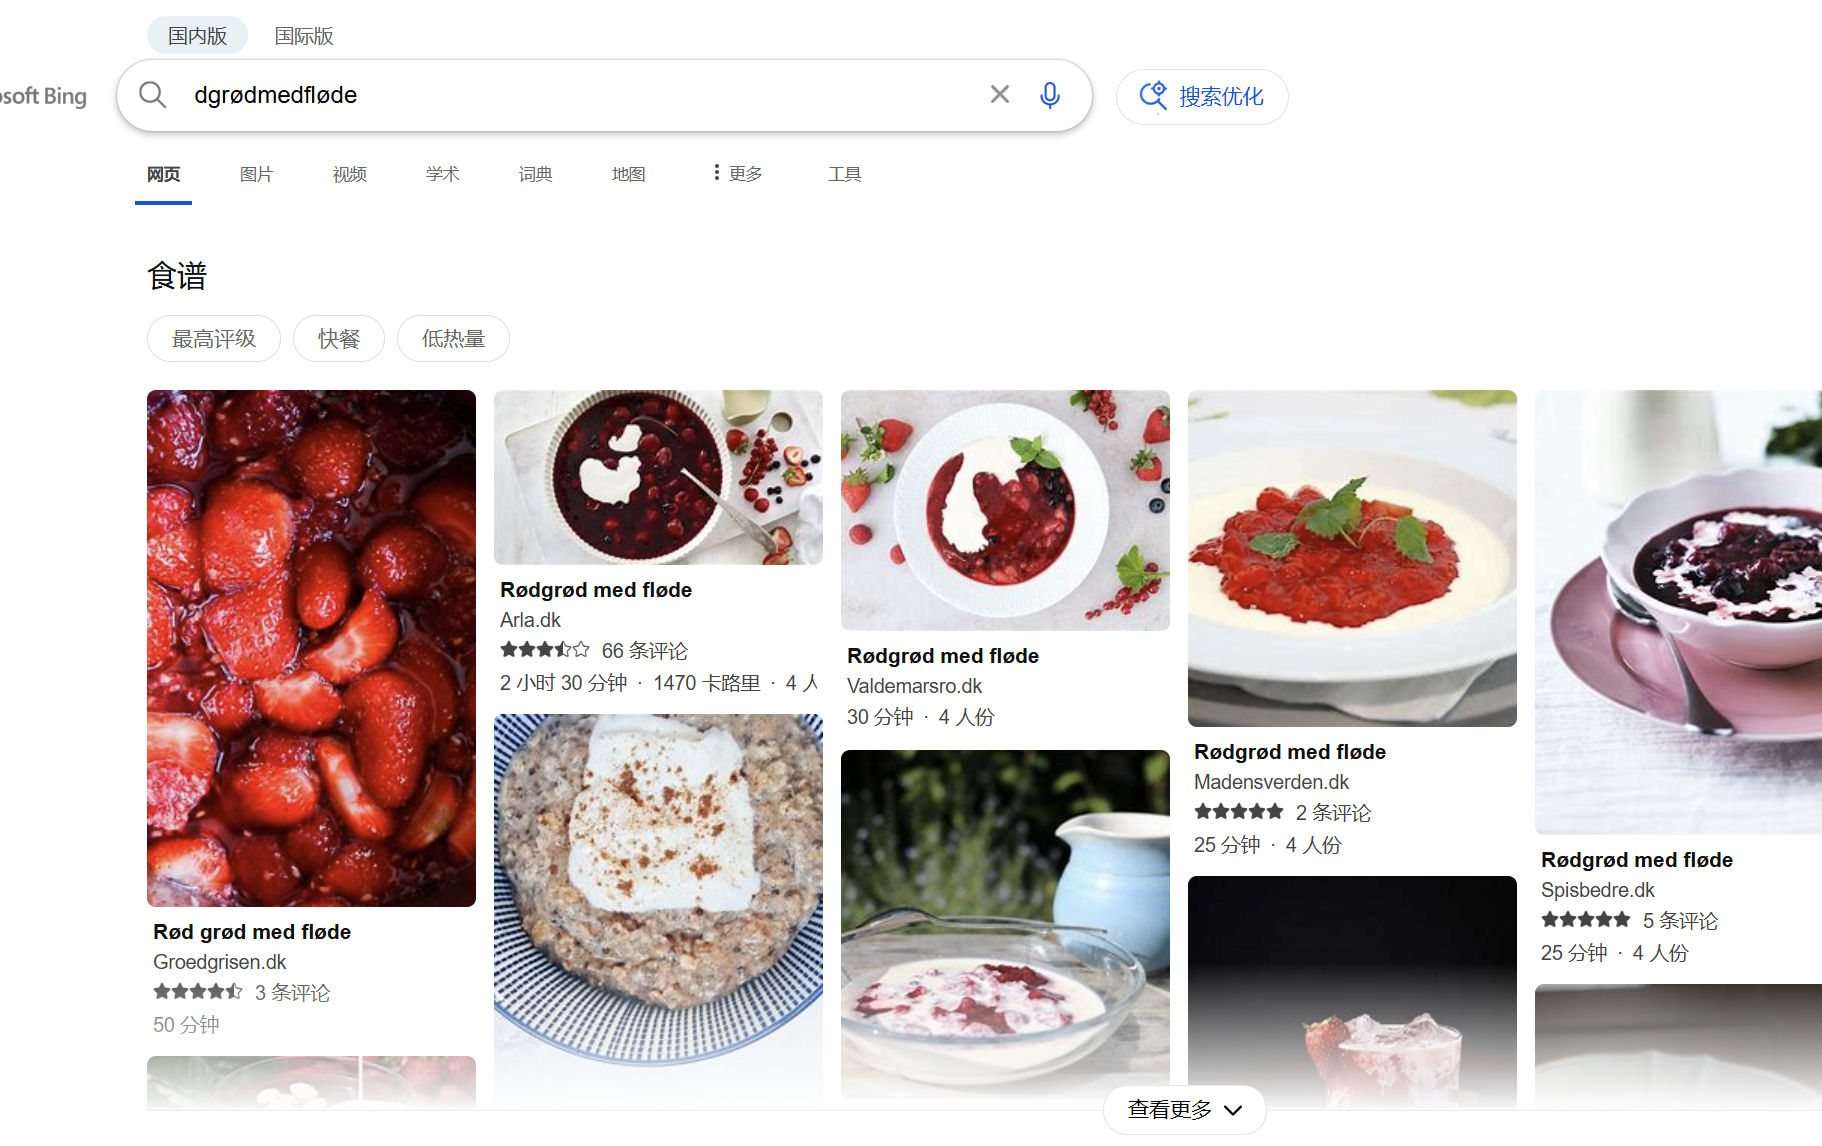 国内版 国际版
osoft Bing
dgrødmedfløde
搜索优化
网页 图片 视频 学术 词典 地图 更多 工具
食谱
最高评级 快餐 低热量
Rød grød med fløde
Groedgrisen.dk
3 条评论
50 分钟
Rødgrød med fløde
Arla.dk
66 条评论
2 小时 30 分钟 · 1470 卡路里 · 4 人
Rødgrød med fløde
Valdemarsro.dk
30 分钟 · 4 人份
Rødgrød med fløde
Madensverden.dk
2 条评论
25 分钟 · 4 人份
Rødgrød med fløde
Spisbedre.dk
5 条评论
25 分钟 · 4 人份
查看更多